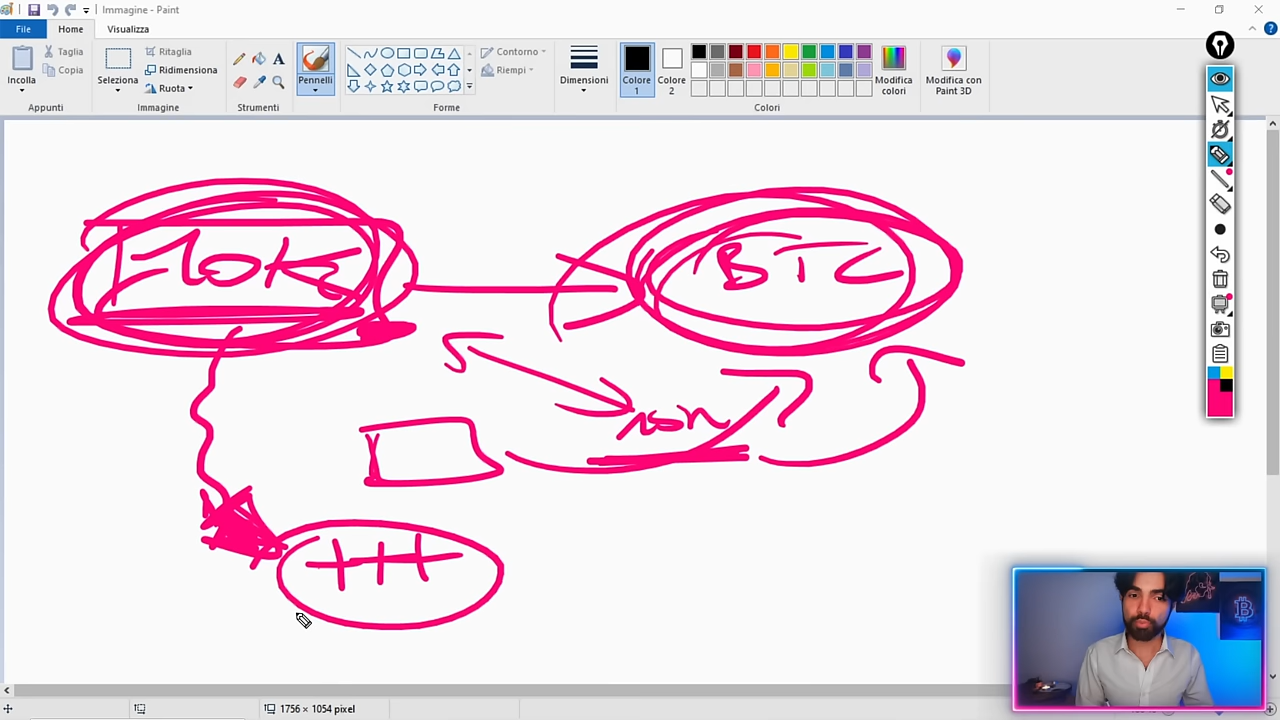 Immagine - Paint
File Home Visualizza
Incolla
Taglia
Copia
Appunti
Seleziona
Ritaglia
Ridimensiona
Ruota
Immagine
Strumenti
Pennelli
Contorno
Riempi
Forme
Dimensioni
Colore 1
Colore 2
Modifica colori
Colori
Modifica con Paint 3D
BTC
non
+++
1756 × 1054 pixel